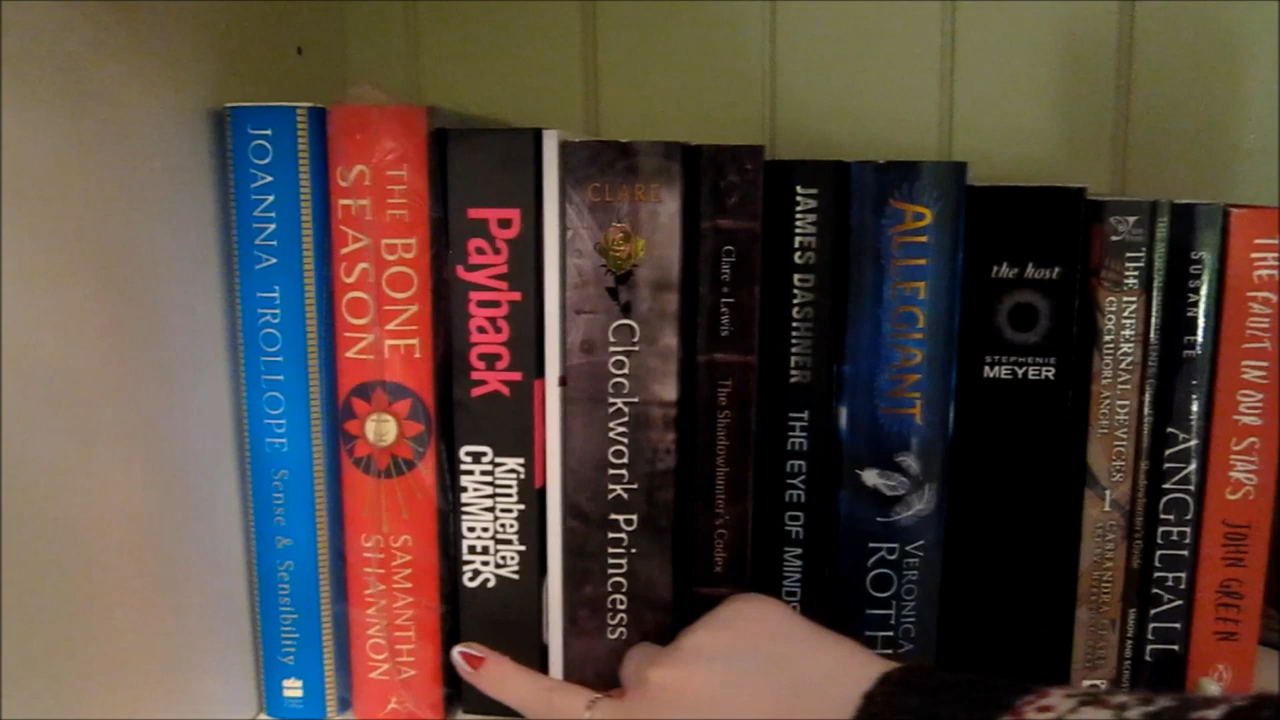 JOANNA TROLLOPE Sense & Sensibility
THE BONE
SEASON
SAMANTHA
SHANNON
Payback
Kimberley
CHAMBERS
CLARE
Clockwork Princess
Clare & Lewis The Shadowhunter's Codex
JAMES DASHNER THE EYE OF MINDS
ALLEGIANT
VERONICA
ROTH
the host
STEPHENIE
MEYER
THE INFERNAL DEVICES
CLOCKWORK ANGEL
1
CASSANDRA CLARE
SUSAN EE ANGELFALL
THE FAULT IN OUR STARS JOHN GREEN